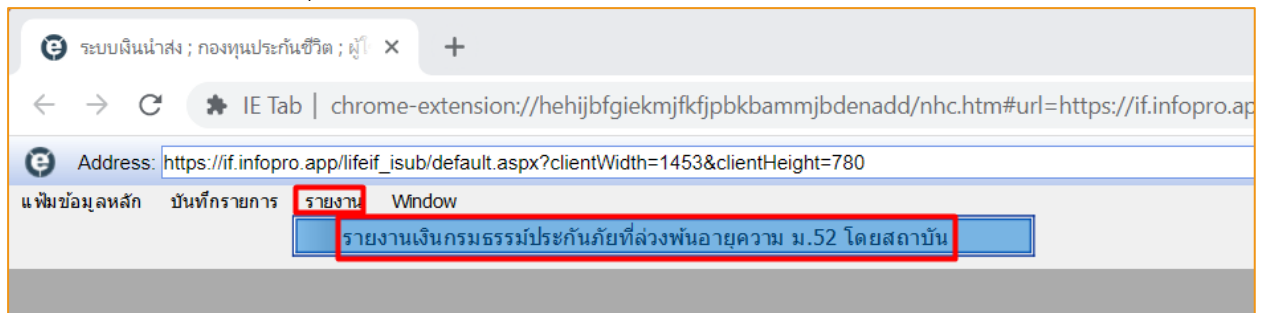 ระบบเงินนำส่ง ; กองทุนประกันชีวิต ; ผู้
IE Tab | chrome-extension://hehijbfgiekmjfkfjpbkbammjbdenadd/nhc.htm#url=https://if.infopro.ap
Address: https://if.infopro.app/lifeif_isub/default.aspx?clientWidth=1453&clientHeight=780
แฟ้มข้อมูลหลัก บันทึกรายการ รายงาน Window
รายงานเงินกรมธรรม์ประกันภัยที่ล่วงพ้นอายุความ ม.52 โดยสถาบัน